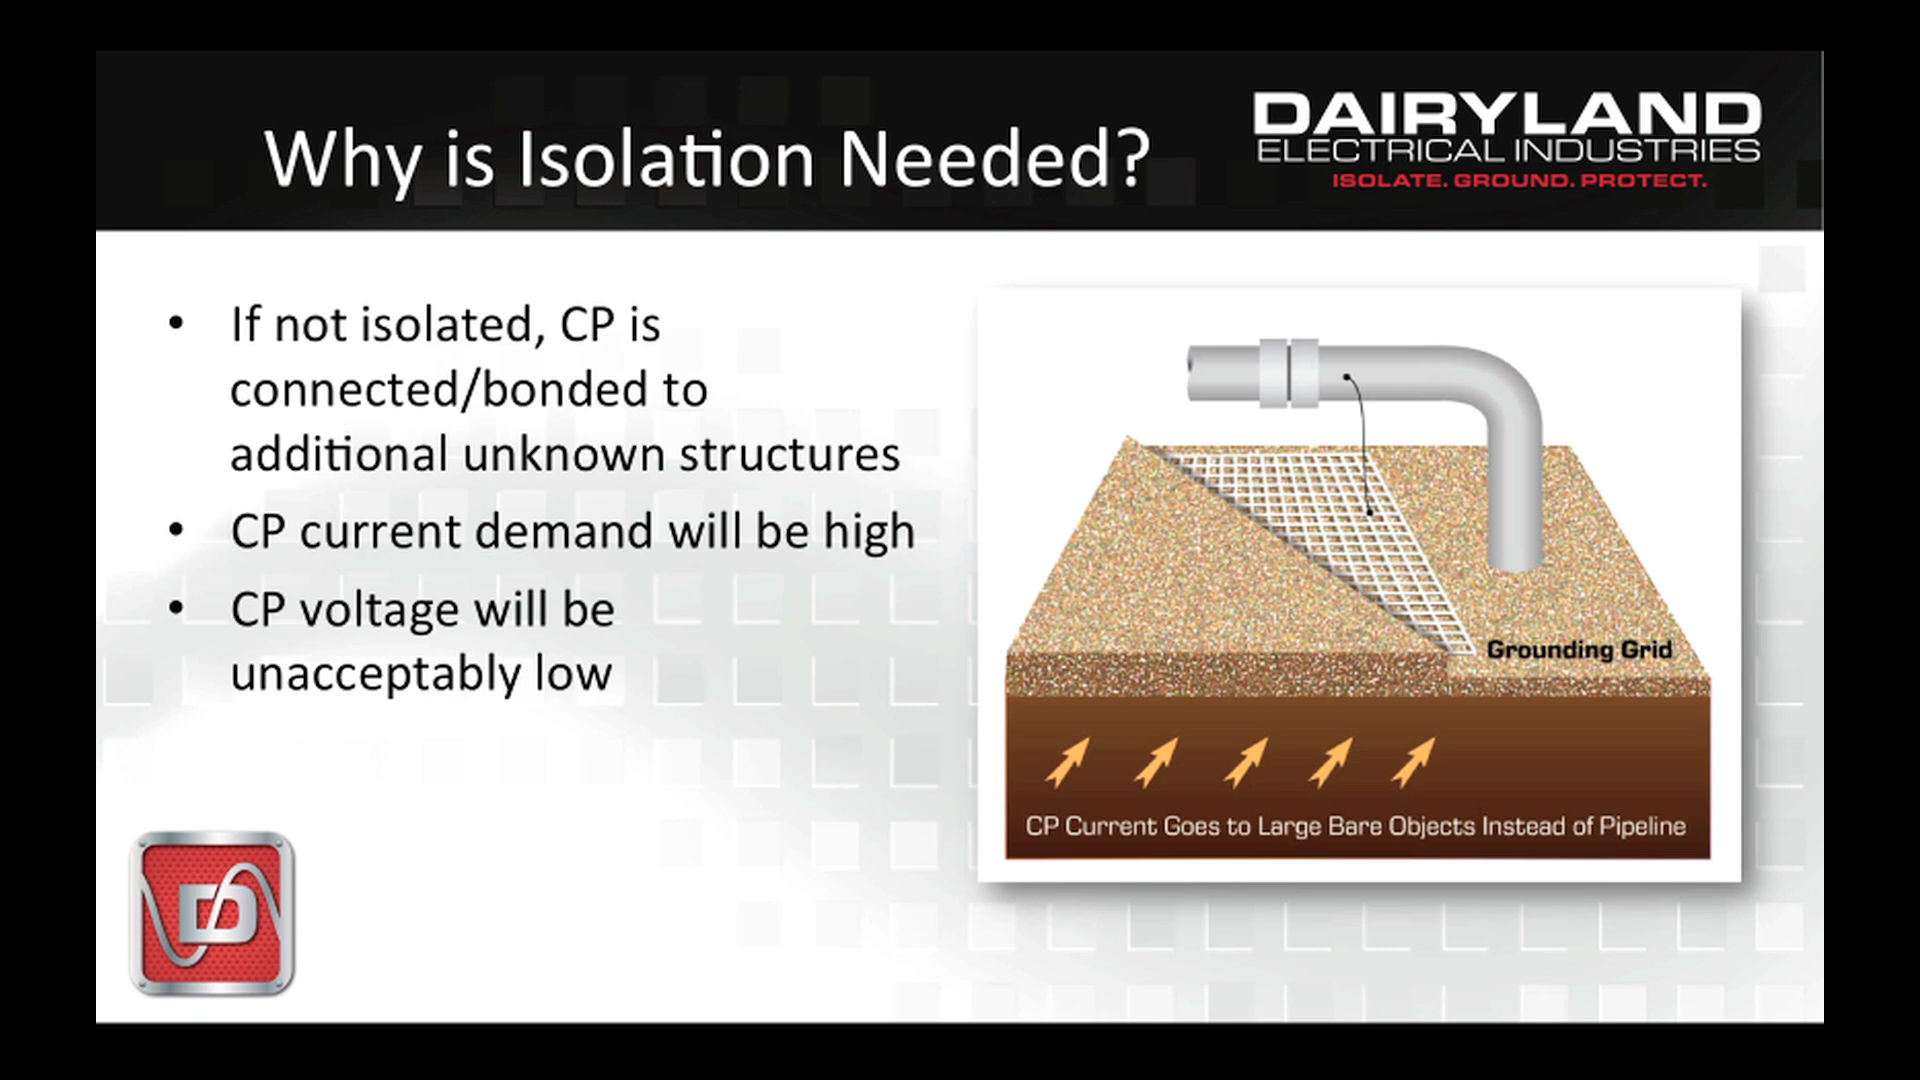 Why is Isolation Needed?
DAIRYLAND
ELECTRICAL INDUSTRIES
ISOLATE. GROUND. PROTECT.
• If not isolated, CP is
connected/bonded to
additional unknown structures
• CP current demand will be high
• CP voltage will be
unacceptably low
Grounding Grid
CP Current Goes to Large Bare Objects Instead of Pipeline
D